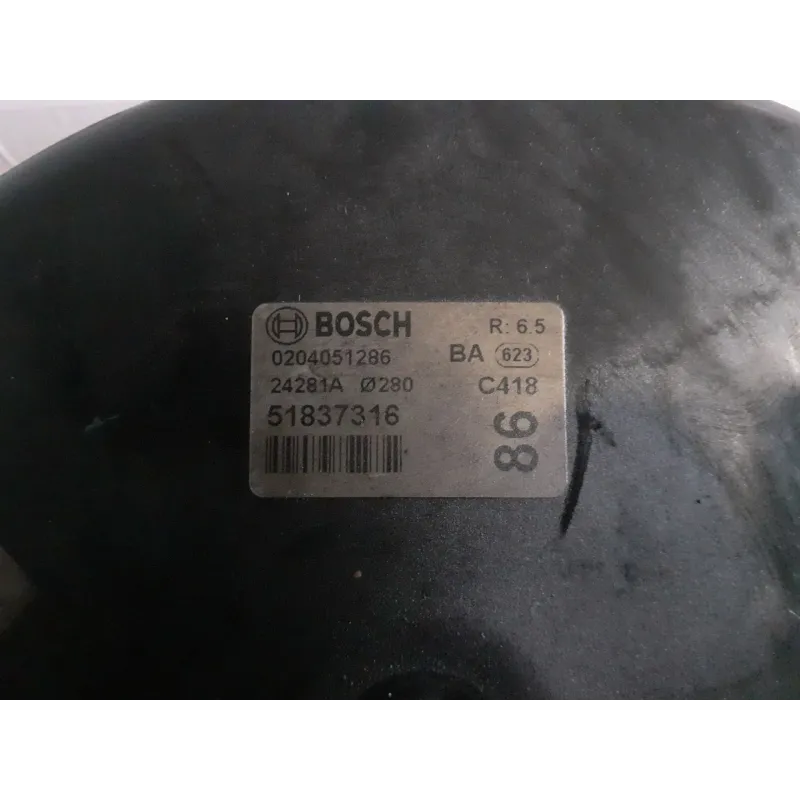 BOSCH R: 6.5
0204051286 BA 623
24281A Ø280 C418
51837316
86